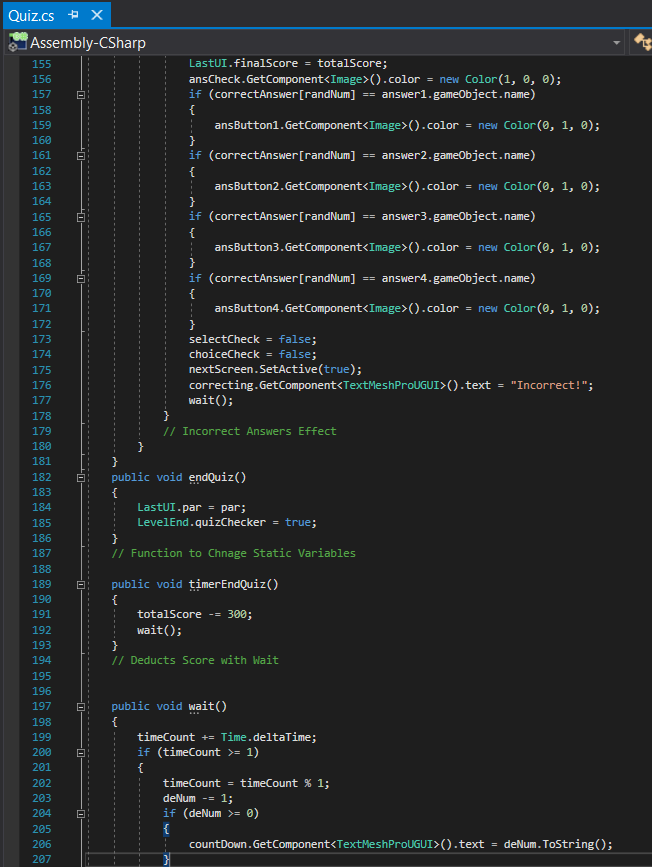 Quiz.cs
Assembly-CSharp
155 LastUI.finalScore = totalScore;
156 ansCheck.GetComponent<Image>().color = new Color(1, 0, 0);
157 if (correctAnswer[randNum] == answer1.gameObject.name)
158 {
159 ansButton1.GetComponent<Image>().color = new Color(0, 1, 0);
160 }
161 if (correctAnswer[randNum] == answer2.gameObject.name)
162 {
163 ansButton2.GetComponent<Image>().color = new Color(0, 1, 0);
164 }
165 if (correctAnswer[randNum] == answer3.gameObject.name)
166 {
167 ansButton3.GetComponent<Image>().color = new Color(0, 1, 0);
168 }
169 if (correctAnswer[randNum] == answer4.gameObject.name)
170 {
171 ansButton4.GetComponent<Image>().color = new Color(0, 1, 0);
172 }
173 selectCheck = false;
174 choiceCheck = false;
175 nextScreen.SetActive(true);
176 correcting.GetComponent<TextMeshProUGUI>().text = "Incorrect!";
177 wait();
178 }
179 // Incorrect Answers Effect
180 }
181 }
182 public void endQuiz()
183 {
184 LastUI.par = par;
185 LevelEnd.quizChecker = true;
186 }
187 // Function to Chnage Static Variables
188
189 public void timerEndQuiz()
190 {
191 totalScore -= 300;
192 wait();
193 }
194 // Deducts Score with Wait
195
196
197 public void wait()
198 {
199 timeCount += Time.deltaTime;
200 if (timeCount >= 1)
201 {
202 timeCount = timeCount % 1;
203 deNum -= 1;
204 if (deNum >= 0)
205 {
206 countDown.GetComponent<TextMeshProUGUI>().text = deNum.ToString();
207 }